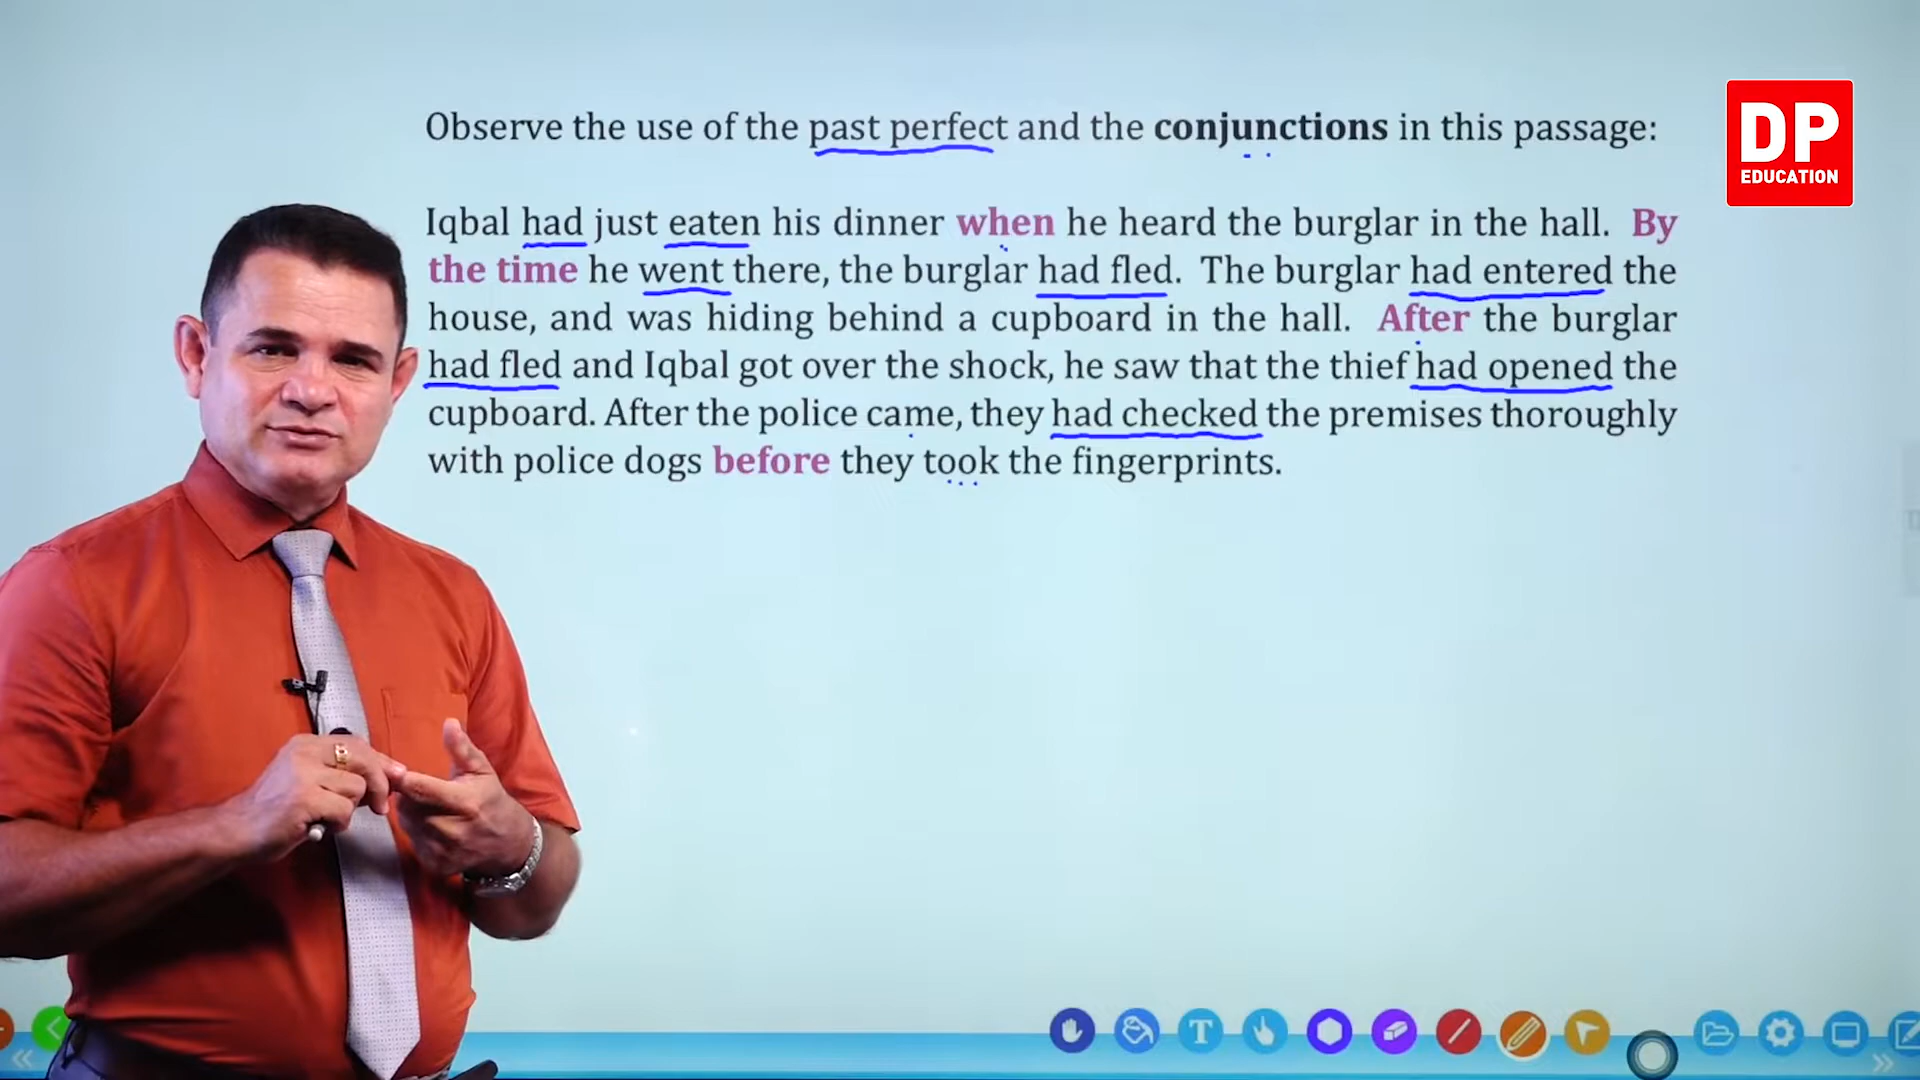 Observe the use of the past perfect and the conjunctions in this passage:
DP
EDUCATION
Iqbal had just eaten his dinner when he heard the burglar in the hall. By
the time he went there, the burglar had fled. The burglar had entered the
house, and was hiding behind a cupboard in the hall. After the burglar
had fled and Iqbal got over the shock, he saw that the thief had opened the
cupboard. After the police came, they had checked the premises thoroughly
with police dogs before they took the fingerprints.